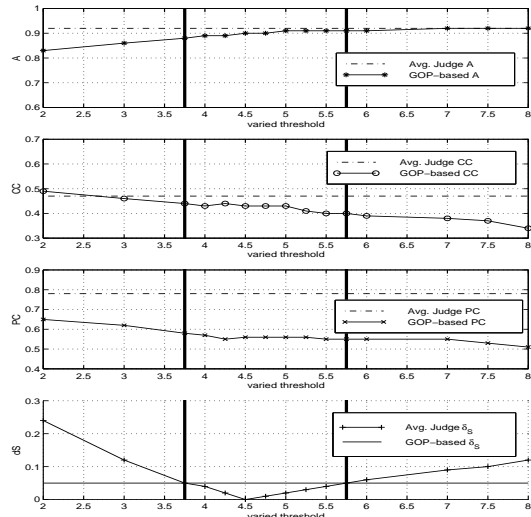 1
0.9
0.8
0.7
0.6
A
Avg. Judge A
GOP-based A
2 2.5 3 3.5 4 4.5 5 5.5 6 6.5 7 7.5 8
varied threshold
0.7
0.6
0.5
0.4
0.3
CC
Avg. Judge CC
GOP-based CC
2 2.5 3 3.5 4 4.5 5 5.5 6 6.5 7 7.5 8
varied threshold
0.9
0.8
0.7
0.6
0.5
0.4
PC
Avg. Judge PC
GOP-based PC
2 2.5 3 3.5 4 4.5 5 5.5 6 6.5 7 7.5 8
varied threshold
0.3
0.2
0.1
0
dS
Avg. Judge δS
GOP-based δS
2 2.5 3 3.5 4 4.5 5 5.5 6 6.5 7 7.5 8
varied threshold